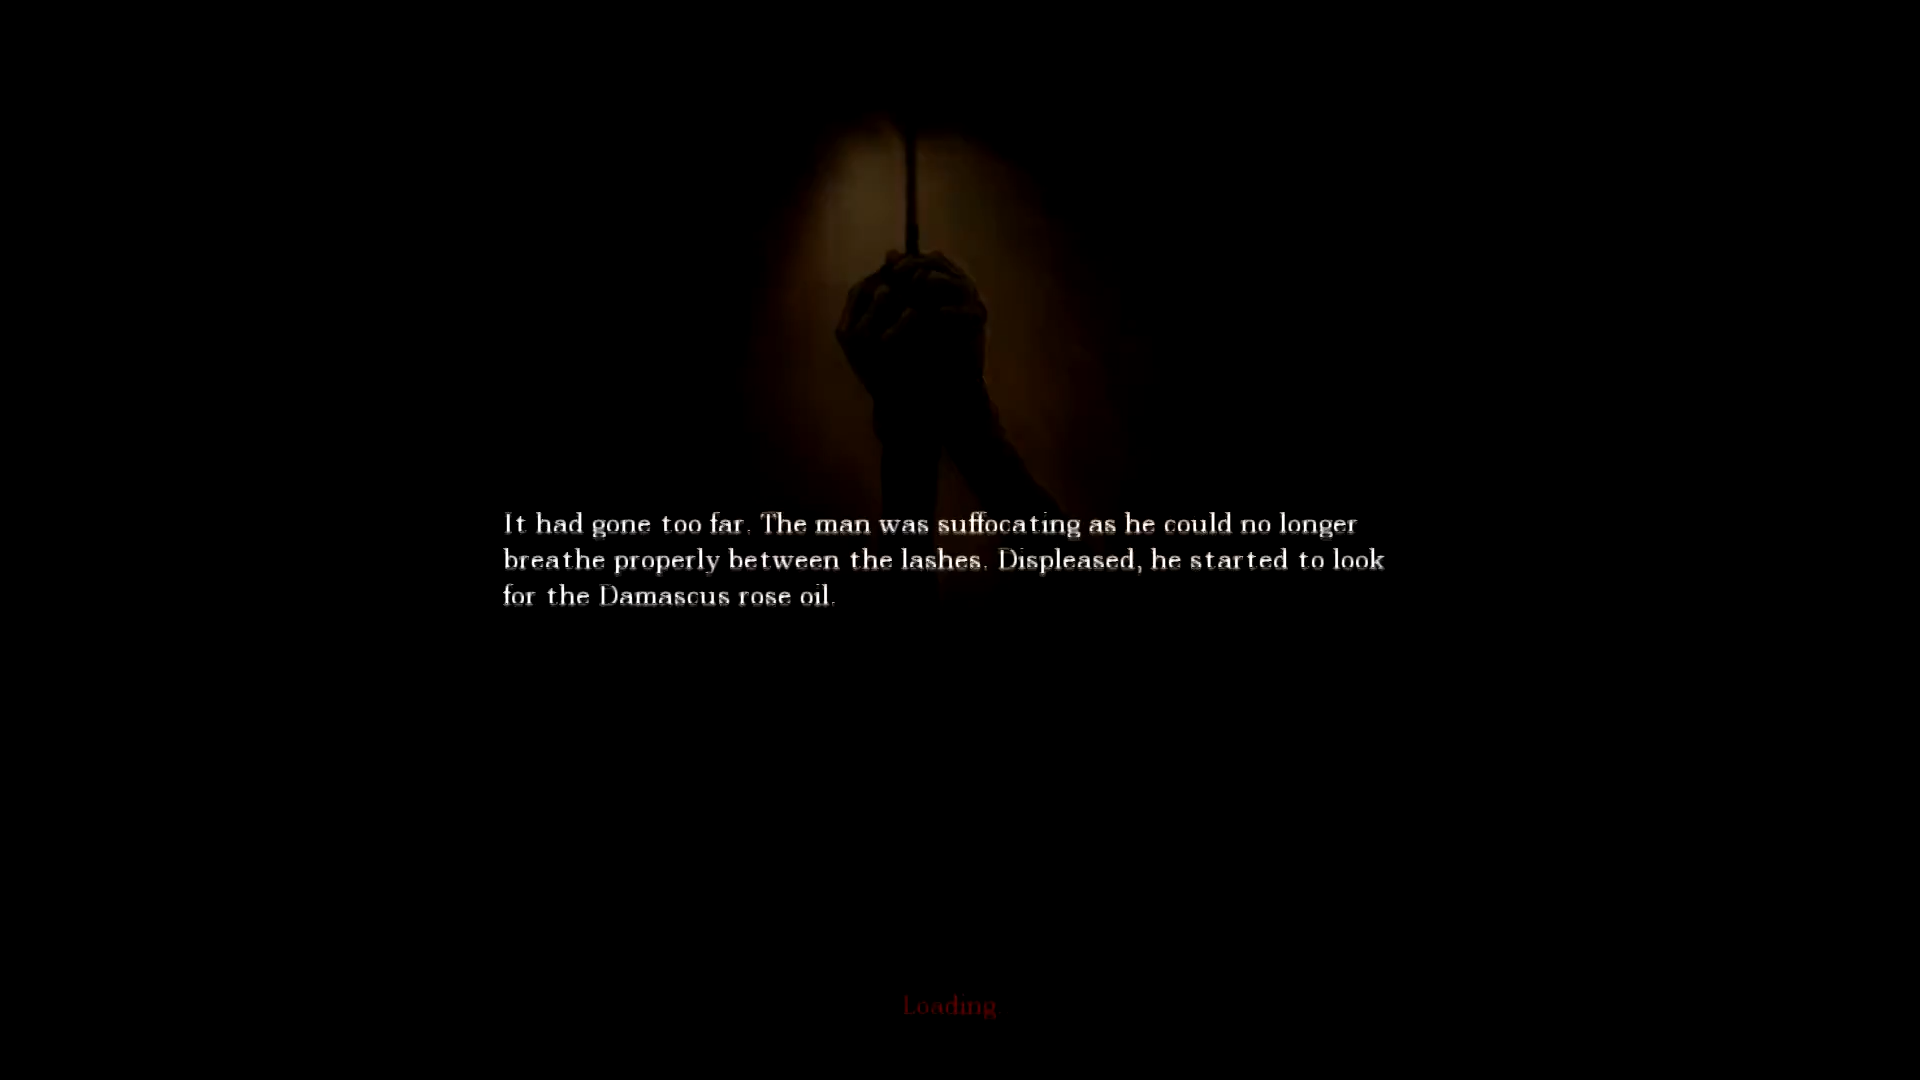 It had gone too far. The man was suffocating as he could no longer
breathe properly between the lashes. Displeased, he started to look
for the Damascus rose oil.
Loading